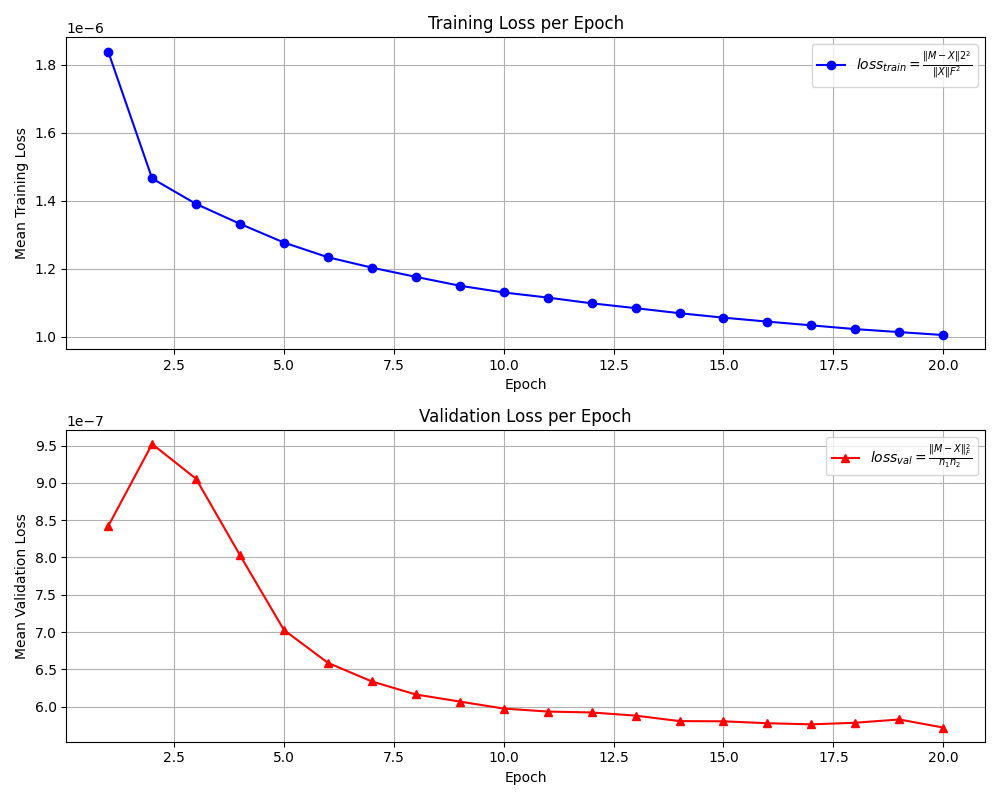 Training Loss per Epoch
1e−6
1.8
1.6
1.4
1.2
1.0
Mean Training Loss
loss_train = ‖M − X‖2² / ‖X‖F²
2.5 5.0 7.5 10.0 12.5 15.0 17.5 20.0
Epoch
Validation Loss per Epoch
1e−7
9.5
9.0
8.5
8.0
7.5
7.0
6.5
6.0
Mean Validation Loss
loss_val = ‖M − X‖_F² / n₁n₂
2.5 5.0 7.5 10.0 12.5 15.0 17.5 20.0
Epoch